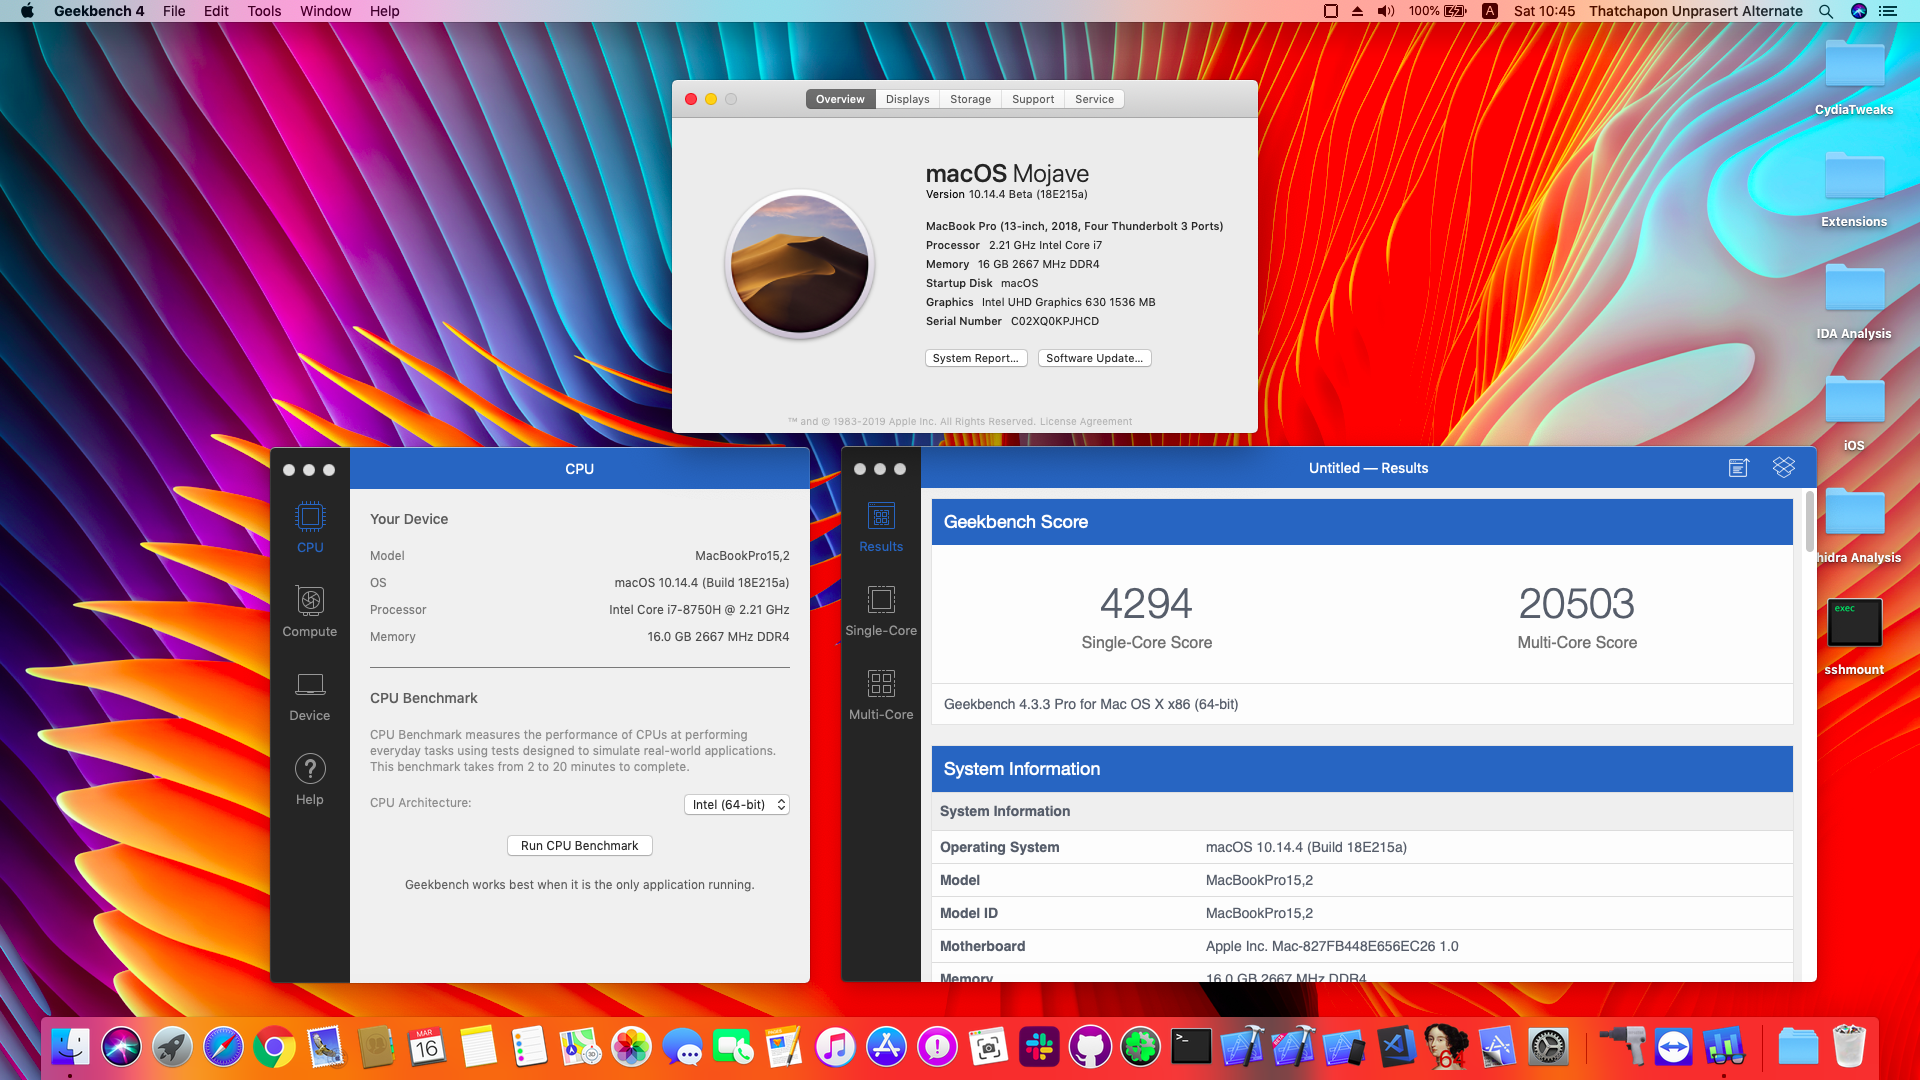 Geekbench 4 File Edit Tools Window Help
100% A Sat 10:45 Thatchapon Unprasert Alternate
Overview Displays Storage Support Service
macOS Mojave
Version 10.14.4 Beta (18E215a)
MacBook Pro (13-inch, 2018, Four Thunderbolt 3 Ports)
Processor 2.21 GHz Intel Core i7
Memory 16 GB 2667 MHz DDR4
Startup Disk macOS
Graphics Intel UHD Graphics 630 1536 MB
Serial Number C02XQ0KPJHCD
System Report...
Software Update...
™ and © 1983-2019 Apple Inc. All Rights Reserved. License Agreement
CydiaTweaks
Extensions
IDA Analysis
iOS
hidra Analysis
exec
sshmount
CPU
CPU
Compute
Device
Help
Your Device
Model MacBookPro15,2
OS macOS 10.14.4 (Build 18E215a)
Processor Intel Core i7-8750H @ 2.21 GHz
Memory 16.0 GB 2667 MHz DDR4
CPU Benchmark
CPU Benchmark measures the performance of CPUs at performing
everyday tasks using tests designed to simulate real-world applications.
This benchmark takes from 2 to 20 minutes to complete.
CPU Architecture: Intel (64-bit)
Run CPU Benchmark
Geekbench works best when it is the only application running.
Untitled — Results
Results
Single-Core
Multi-Core
Geekbench Score
4294 20503
Single-Core Score Multi-Core Score
Geekbench 4.3.3 Pro for Mac OS X x86 (64-bit)
System Information
System Information
Operating System macOS 10.14.4 (Build 18E215a)
Model MacBookPro15,2
Model ID MacBookPro15,2
Motherboard Apple Inc. Mac-827FB448E656EC26 1.0
Memory 16.0 GB 2667 MHz DDR4
MAR
16
3D
64